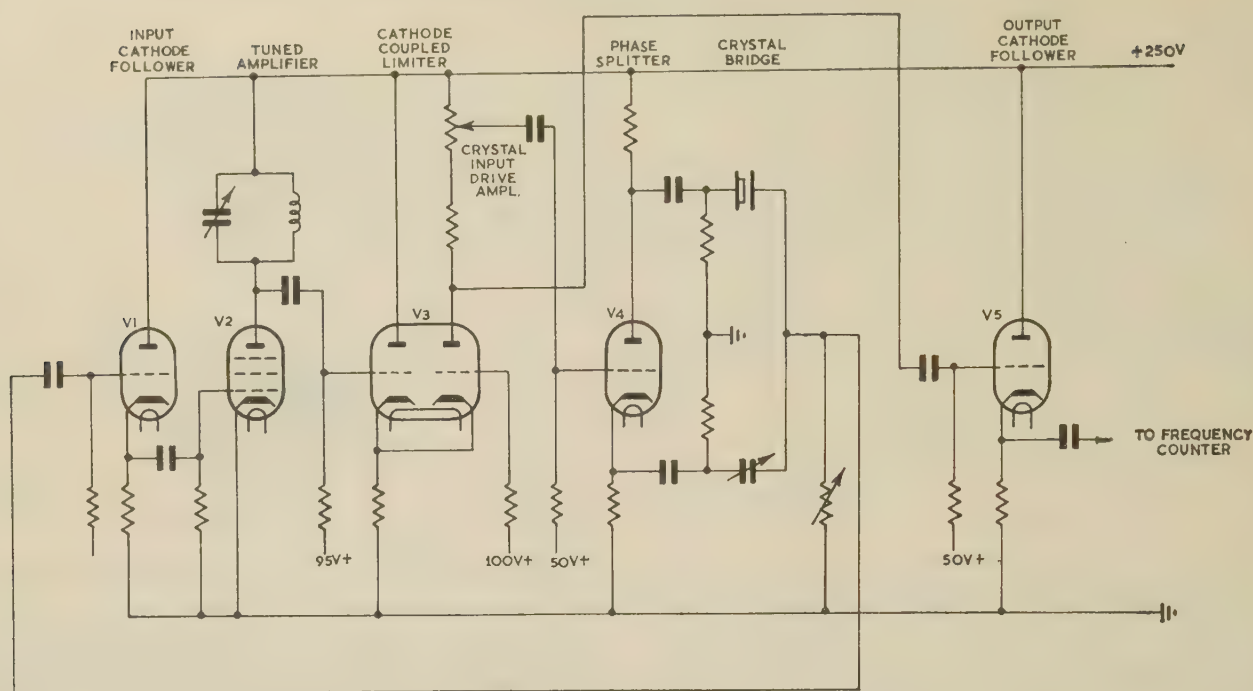 INPUT
CATHODE
FOLLOWER
TUNED
AMPLIFIER
CATHODE
COUPLED
LIMITER
PHASE
SPLITTER
CRYSTAL
BRIDGE
OUTPUT
CATHODE
FOLLOWER
+250V
CRYSTAL
INPUT
DRIVE
AMPL.
V1
V2
V3
V4
V5
TO FREQUENCY
COUNTER
95V+
100V+
50V+
50V+